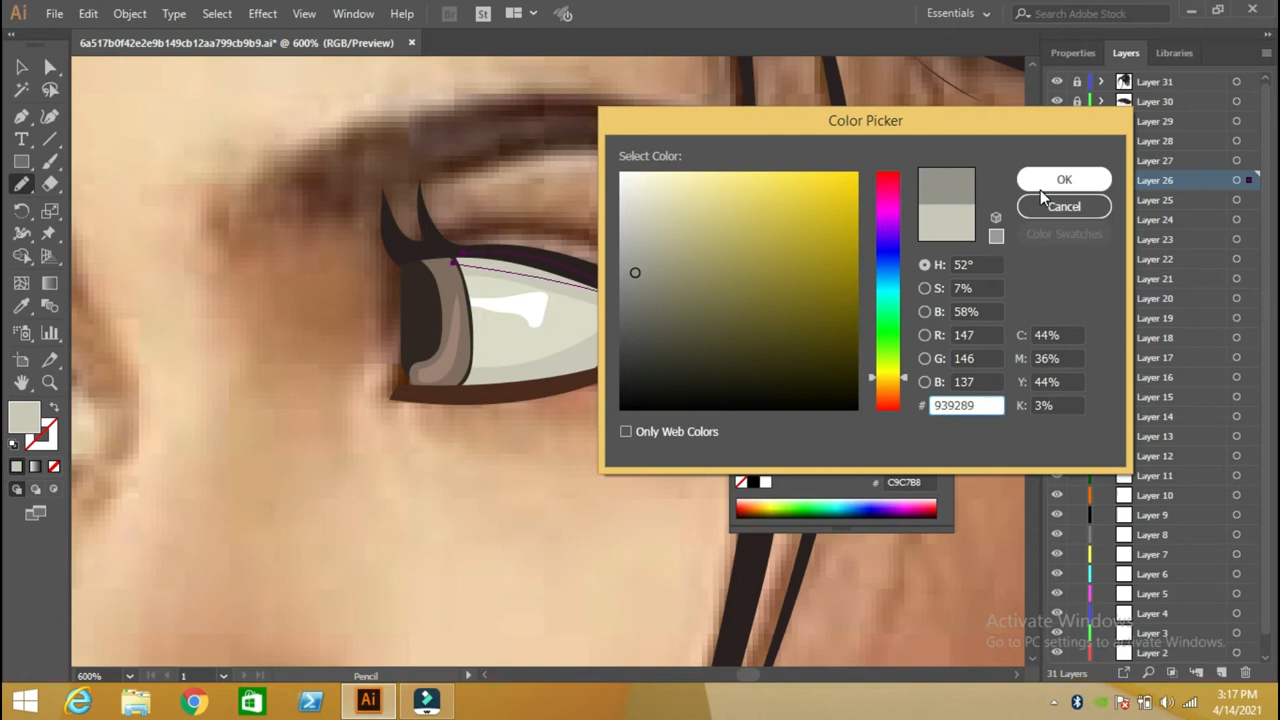 Ai File Edit Object Type Select Effect View Window Help Br St Essentials Search Adobe Stock
6a517b0f42e2e9b149cb12aa799cb9b9.ai* @ 600% (RGB/Preview)
Properties Layers Libraries
Layer 31
Layer 30
Layer 29
Layer 28
Layer 27
Layer 26
Layer 25
Layer 24
Layer 23
Layer 22
Layer 21
Layer 20
Layer 19
Layer 18
Layer 17
Layer 16
Layer 15
Layer 14
Layer 13
Layer 12
Layer 11
Layer 10
Layer 9
Layer 8
Layer 7
Layer 6
Layer 5
Layer 4
Layer 3
Layer 2
31 Layers
Color Picker
Select Color:
OK
Cancel
Color Swatches
H: 52°
S: 7%
B: 58%
R: 147 C: 44%
G: 146 M: 36%
B: 137 Y: 44%
# 939289 K: 3%
Only Web Colors
# C9C7B8
Activate Windows
Go to PC settings to activate Windows.
600% 1 Pencil
Ai
3:17 PM
4/14/2021